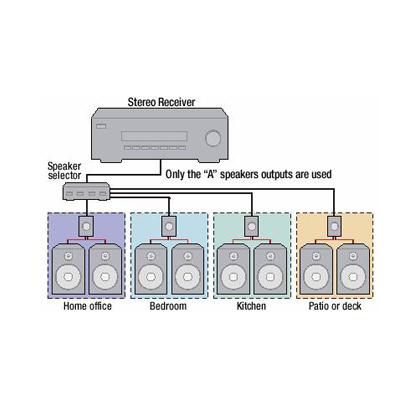 Stereo Receiver
Speaker
selector
Only the “A” speakers outputs are used
Home office
Bedroom
Kitchen
Patio or deck